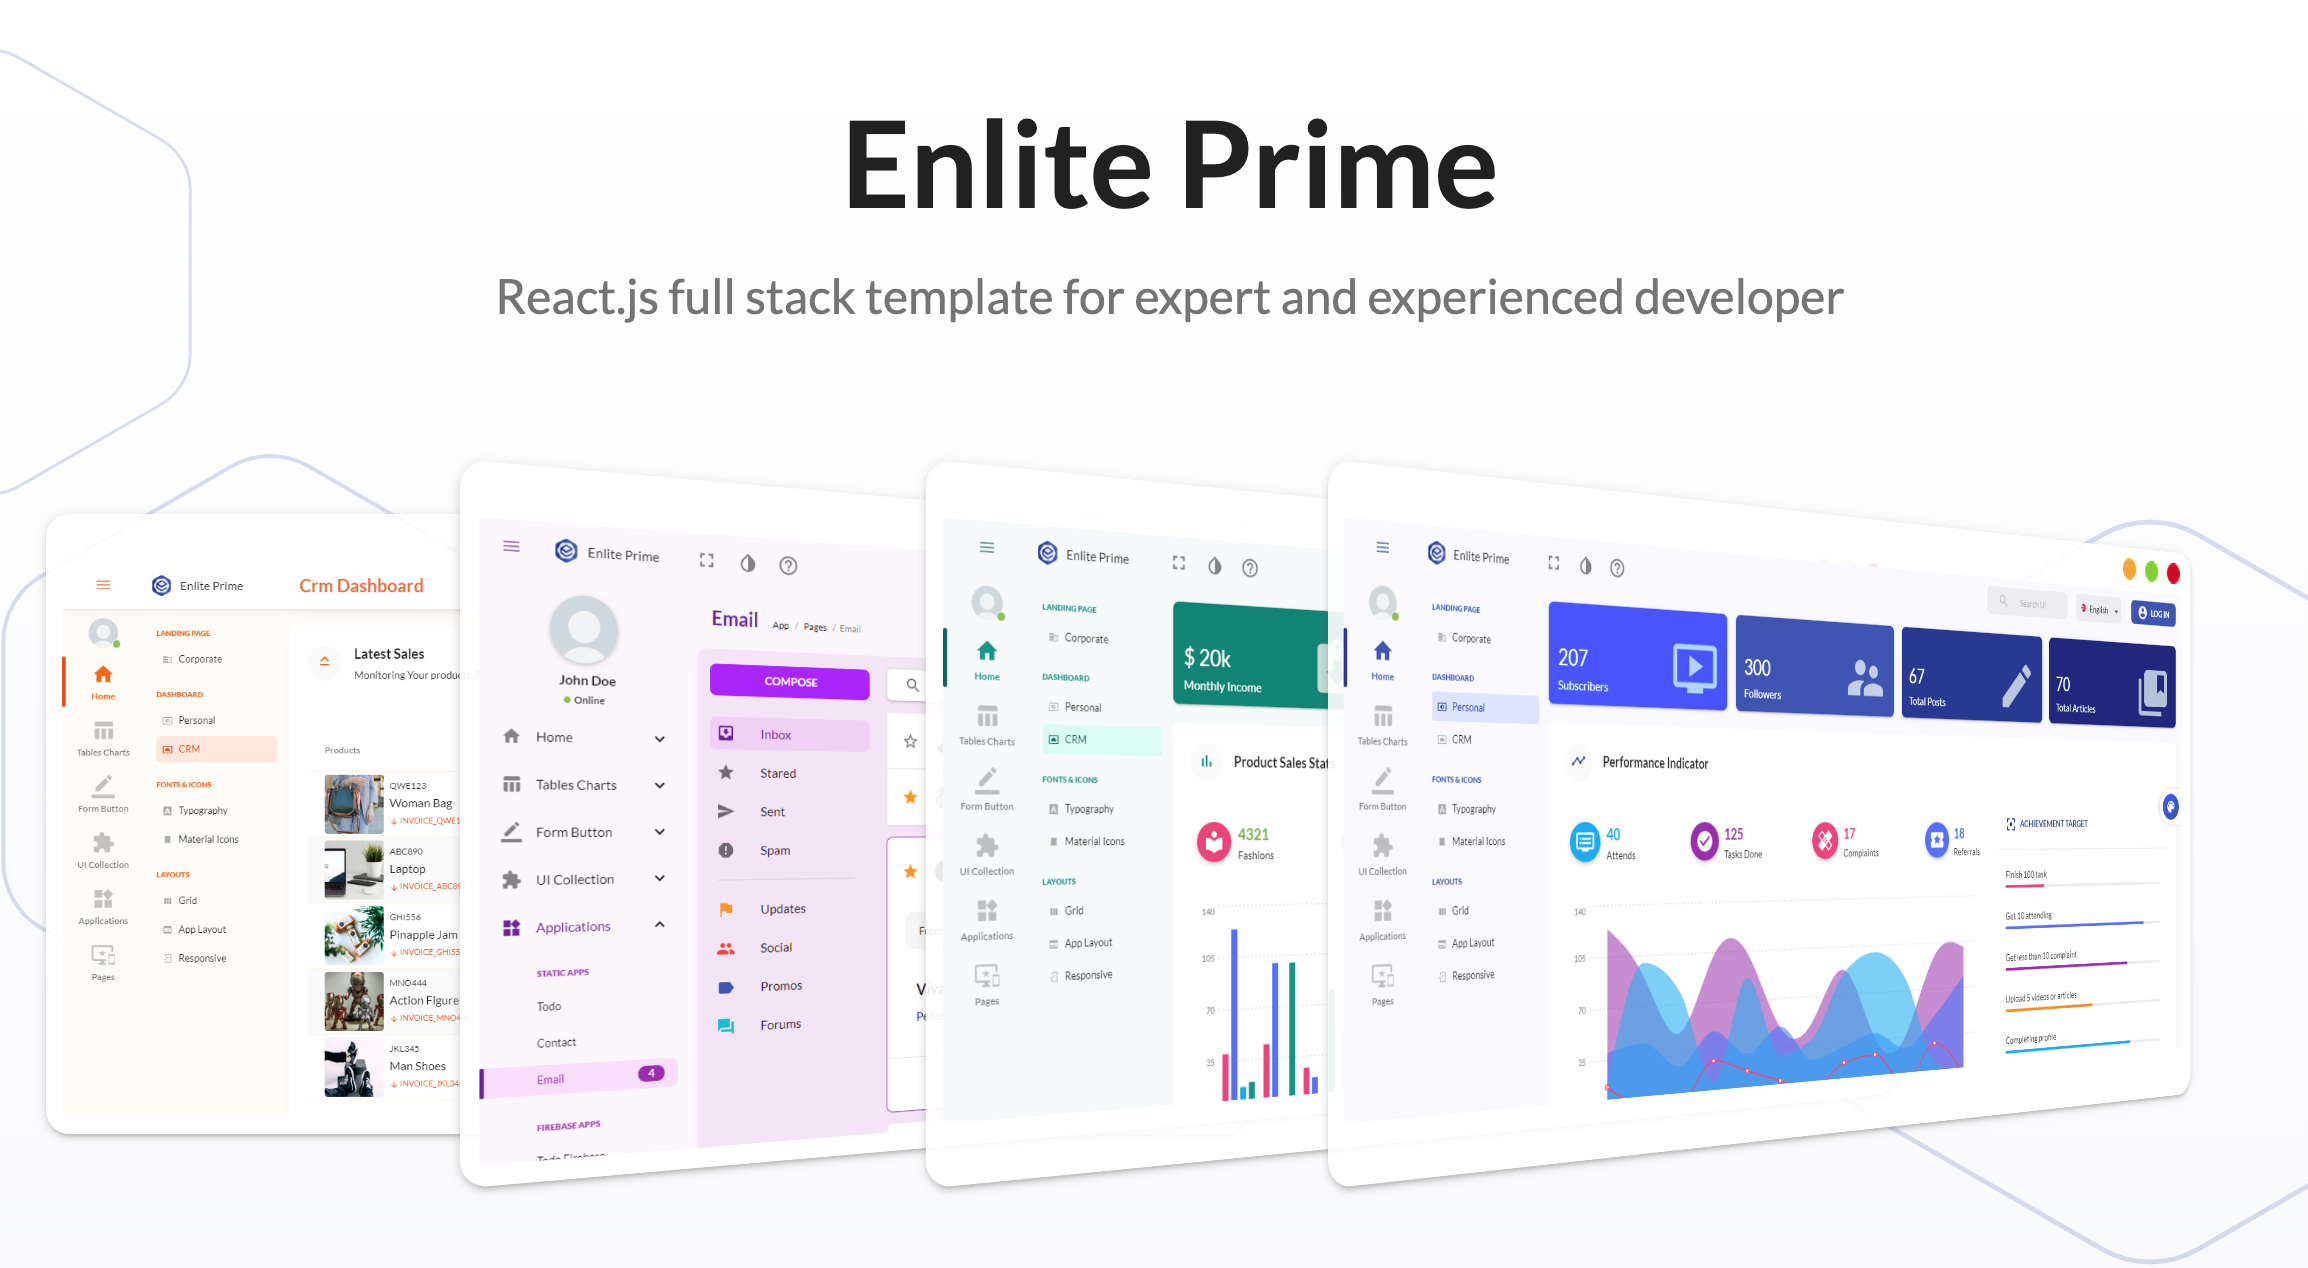 Enlite Prime
React.js full stack template for expert and experienced developer
Enlite Prime
Crm Dashboard
LANDING PAGE
Corporate
Home
DASHBOARD
Personal
CRM
Tables Charts
FONTS & ICONS
Typography
Material Icons
Form Button
UI Collection
LAYOUTS
Grid
App Layout
Responsive
Applications
Pages
Latest Sales
Monitoring Your produc
Products
QWE123
Woman Bag
INVOICE_QWE1
ABC890
Laptop
INVOICE_ABC89
GHI556
Pinapple Jam
INVOICE_GHI55
MNO444
Action Figure
INVOICE_MNO4
JKL345
Man Shoes
INVOICE_JKL34
Enlite Prime
John Doe
Online
Home
Tables Charts
Form Button
UI Collection
Applications
STATIC APPS
Todo
Contact
Email
4
FIREBASE APPS
Todo Firebase
Email
App / Pages / Email
COMPOSE
Inbox
Stared
Sent
Spam
Updates
Social
Promos
Forums
Enlite Prime
LANDING PAGE
Corporate
Home
DASHBOARD
Personal
CRM
Tables Charts
FONTS & ICONS
Typography
Form Button
Material Icons
UI Collection
LAYOUTS
Grid
Applications
App Layout
Responsive
Pages
$ 20k
Monthly Income
Product Sales Stats
4321
Fashions
140
105
70
35
Enlite Prime
LANDING PAGE
Corporate
Home
DASHBOARD
Personal
CRM
Tables Charts
FONTS & ICONS
Typography
Form Button
Material Icons
UI Collection
LAYOUTS
Grid
Applications
App Layout
Responsive
Pages
Search UI
English
LOG IN
207
Subscribers
300
Followers
67
Total Posts
70
Total Articles
Performance Indicator
40
Attends
125
Tasks Done
17
Complaints
18
Referrals
140
105
70
35
ACHIEVEMENT TARGET
Finish 100 task
Get 10 attending
Get less than 10 complaint
Upload 5 videos or articles
Completing profile